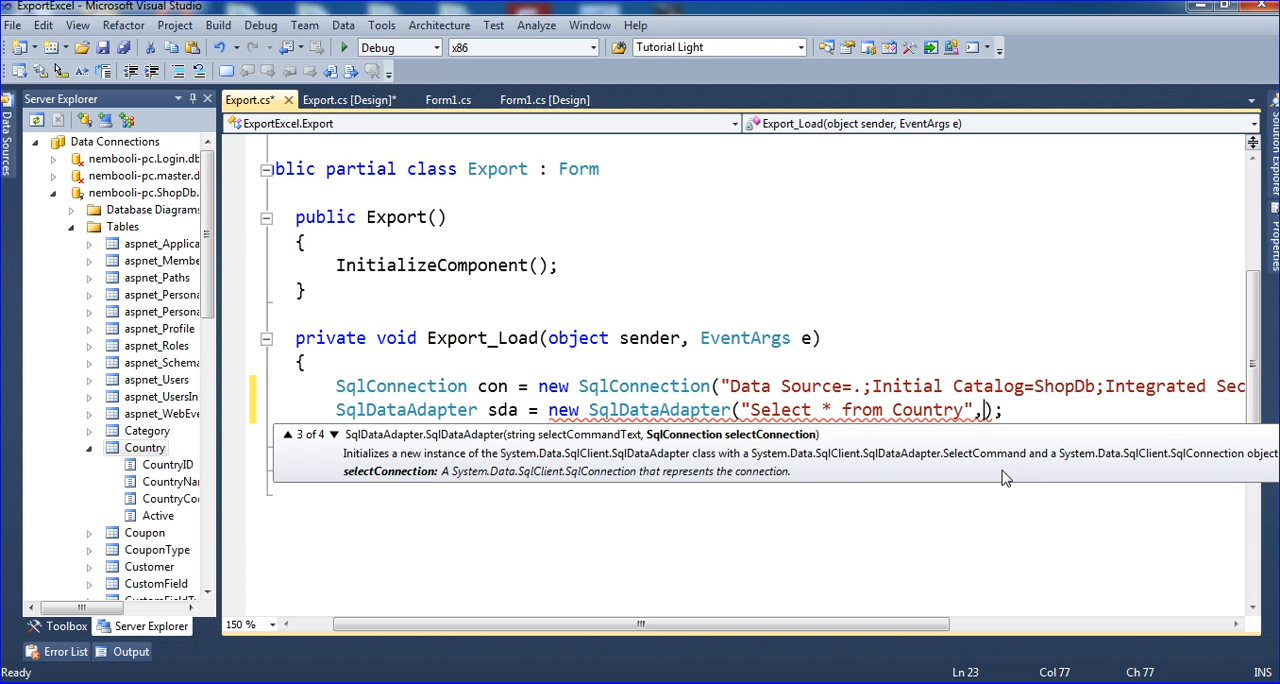 ExportExcel - Microsoft Visual Studio
File Edit View Refactor Project Build Debug Team Data Tools Architecture Test Analyze Window Help
Debug x86 Tutorial Light
Server Explorer
Export.cs* Export.cs [Design]* Form1.cs Form1.cs [Design]
ExportExcel.Export Export_Load(object sender, EventArgs e)
Data Sources
Solution Explorer
Properties
Data Connections
nembooli-pc.Login.db
nembooli-pc.master.d
nembooli-pc.ShopDb.
Database Diagrams
Tables
aspnet_Applica
aspnet_Membe
aspnet_Paths
aspnet_Persona
aspnet_Persona
aspnet_Profile
aspnet_Roles
aspnet_Schema
aspnet_Users
aspnet_UsersIn
aspnet_WebEve
Category
Country
CountryID
CountryNa
CountryCo
Active
Coupon
CouponType
Customer
CustomField
CustomFieldT
blic partial class Export : Form
public Export()
{
InitializeComponent();
}
private void Export_Load(object sender, EventArgs e)
{
SqlConnection con = new SqlConnection("Data Source=.;Initial Catalog=ShopDb;Integrated Sec
SqlDataAdapter sda = new SqlDataAdapter("Select * from Country",);
3 of 4 SqlDataAdapter.SqlDataAdapter(string selectCommandText, SqlConnection selectConnection)
Initializes a new instance of the System.Data.SqlClient.SqlDataAdapter class with a System.Data.SqlClient.SqlDataAdapter.SelectCommand and a System.Data.SqlClient.SqlConnection object
selectConnection: A System.Data.SqlClient.SqlConnection that represents the connection.
150 %
Toolbox Server Explorer
Error List Output
Ready Ln 23 Col 77 Ch 77 INS